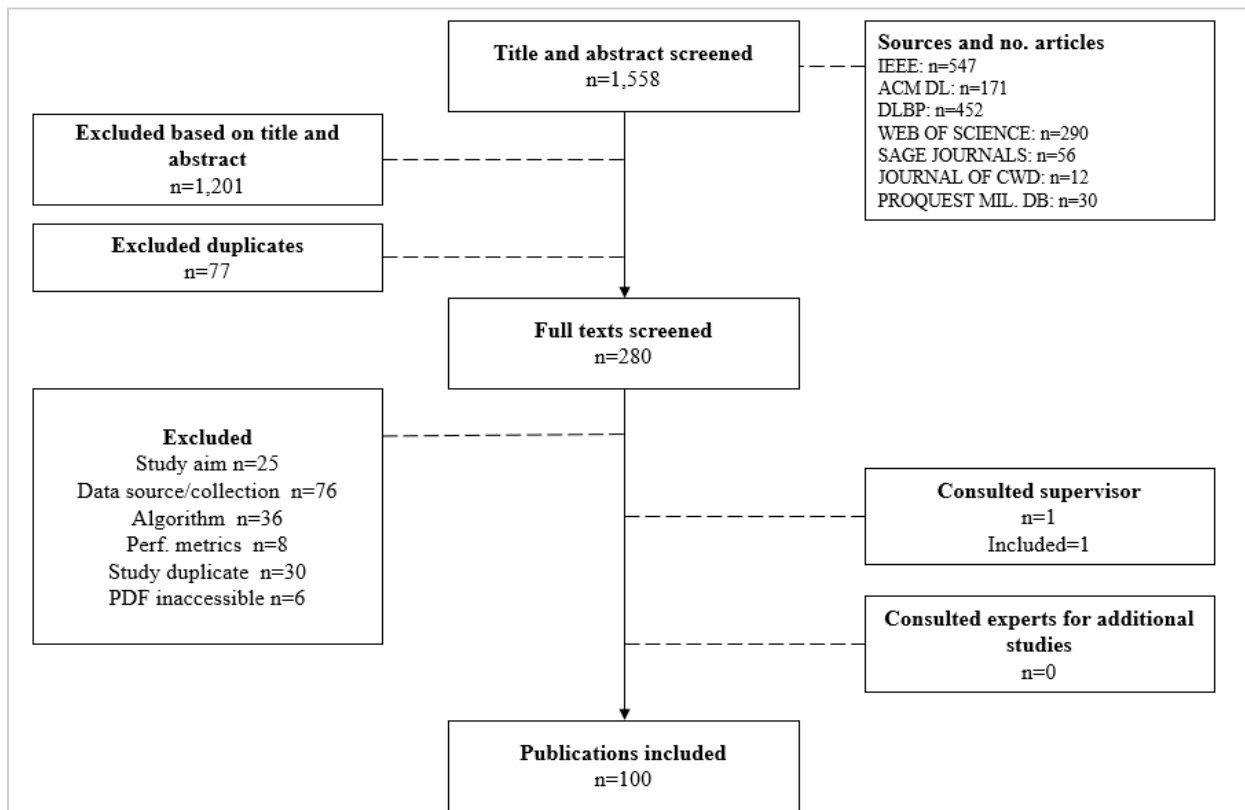 Title and abstract screened
n=1,558
Sources and no. articles
IEEE: n=547
ACM DL: n=171
DLBP: n=452
WEB OF SCIENCE: n=290
SAGE JOURNALS: n=56
JOURNAL OF CWD: n=12
PROQUEST MIL. DB: n=30
Excluded based on title and
abstract
n=1,201
Excluded duplicates
n=77
Full texts screened
n=280
Excluded
Study aim n=25
Data source/collection n=76
Algorithm n=36
Perf. metrics n=8
Study duplicate n=30
PDF inaccessible n=6
Consulted supervisor
n=1
Included=1
Consulted experts for additional
studies
n=0
Publications included
n=100